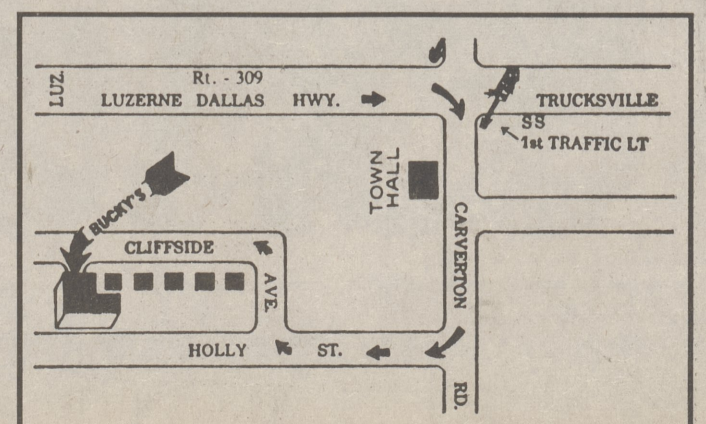 LUZ.
Rt. - 309
LUZERNE DALLAS HWY.
TRUCKSVILLE
SS
1st TRAFFIC LT
TOWN
HALL
BUCKY'S
CARVERTON
CLIFFSIDE
AVE.
HOLLY ST.
RD.